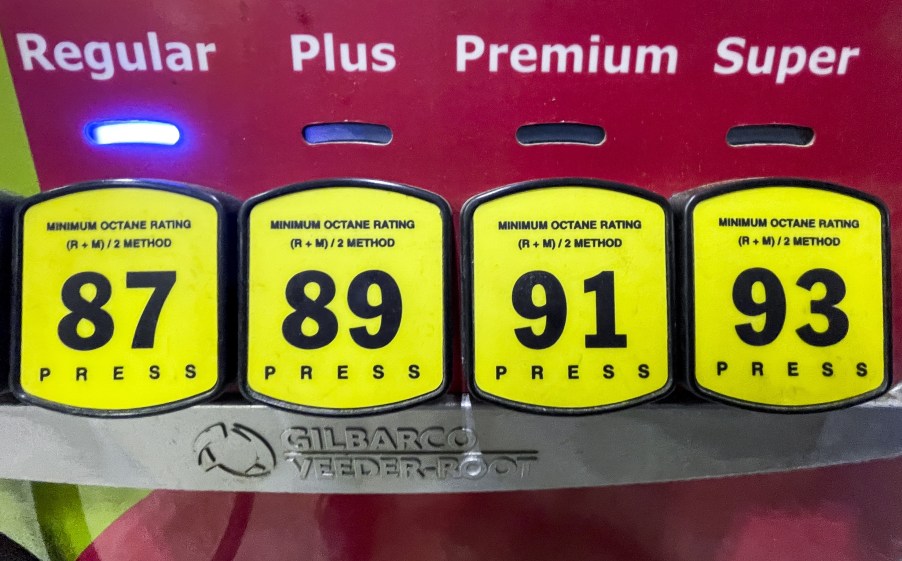 Regular Plus Premium Super
MINIMUM OCTANE RATING
(R + M) / 2 METHOD
87
PRESS
MINIMUM OCTANE RATING
(R + M) / 2 METHOD
89
PRESS
MINIMUM OCTANE RATING
(R + M) / 2 METHOD
91
PRESS
MINIMUM OCTANE RATING
(R + M) / 2 METHOD
93
PRESS
GILBARCO
VEEDER-ROOT